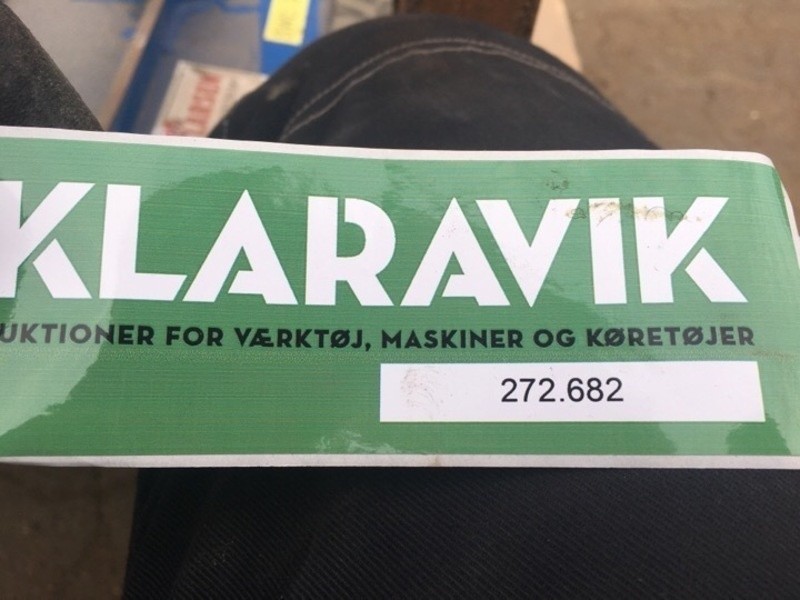 KLARAVIK
UKTIONER FOR VÆRKTØJ, MASKINER OG KØRETØJER
272.682